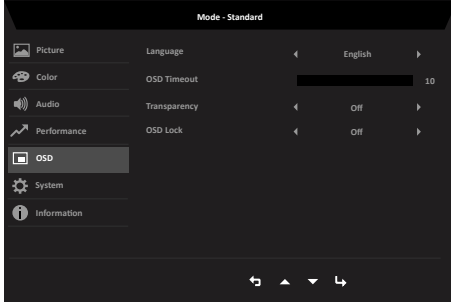 Mode - Standard
Picture
Language
English
Color
OSD Timeout
10
Audio
Transparency
Off
Performance
OSD Lock
Off
OSD
System
Information